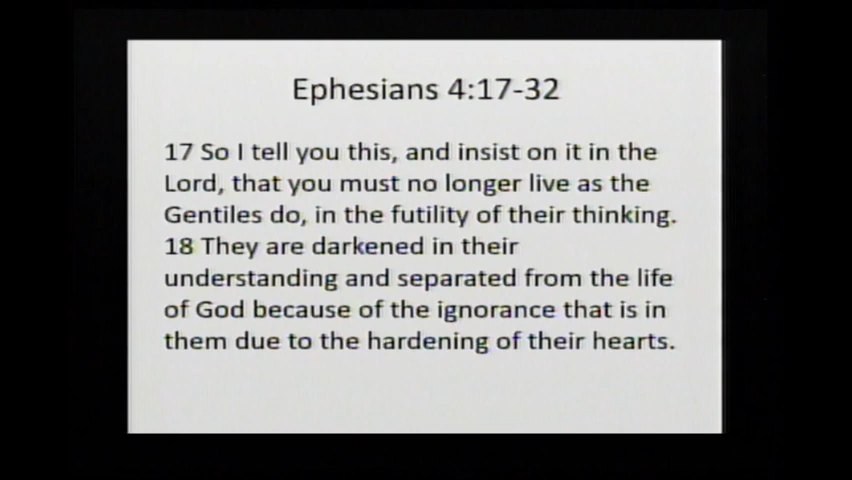 Ephesians 4:17-32
17 So I tell you this, and insist on it in the
Lord, that you must no longer live as the
Gentiles do, in the futility of their thinking.
18 They are darkened in their
understanding and separated from the life
of God because of the ignorance that is in
them due to the hardening of their hearts.